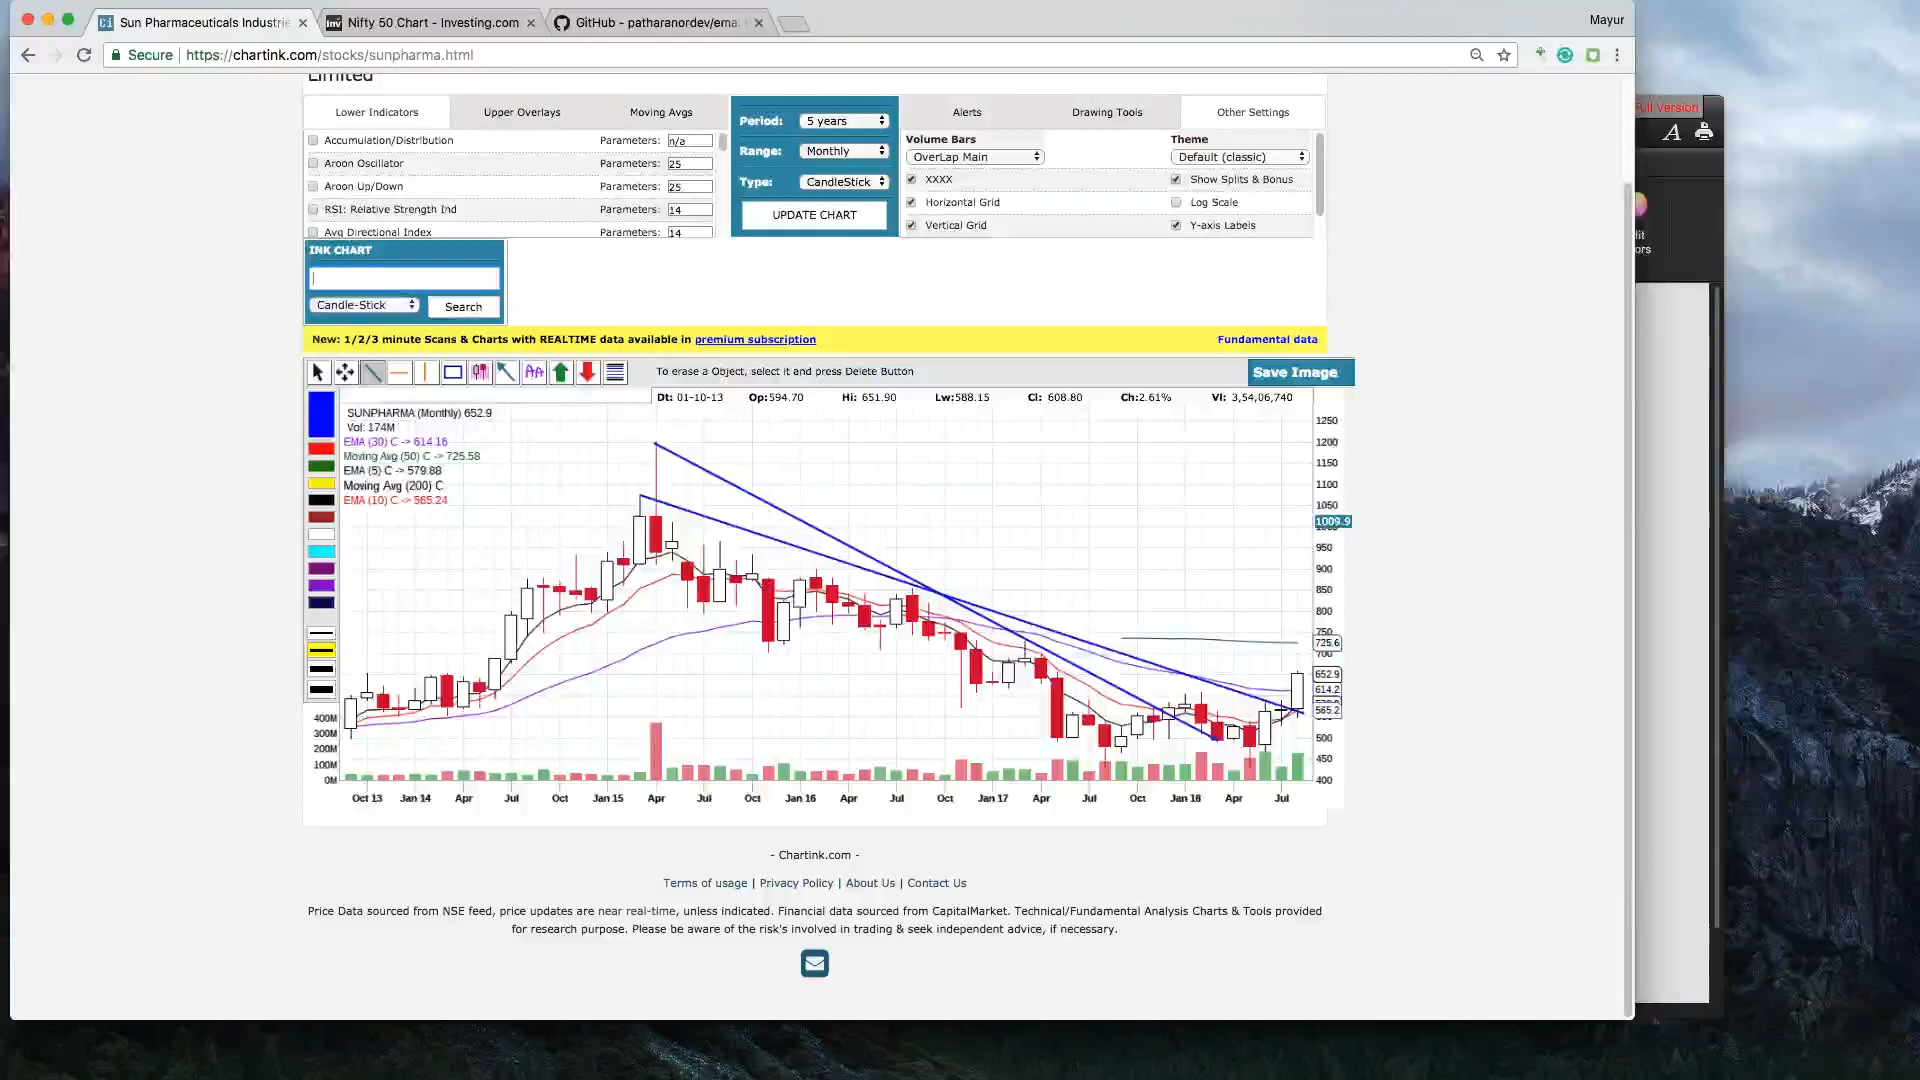 Sun Pharmaceuticals Industrie
Nifty 50 Chart - Investing.com
GitHub - patharanordev/ema
Mayur
Secure | https://chartink.com/stocks/sunpharma.html
Limited
Full Version
Lower Indicators
Upper Overlays
Moving Avgs
Accumulation/Distribution Parameters: n/a
Aroon Oscillator Parameters: 25
Aroon Up/Down Parameters: 25
RSI: Relative Strength Ind Parameters: 14
Avg Directional Index Parameters: 14
Period: 5 years
Range: Monthly
Type: CandleStick
UPDATE CHART
Alerts
Drawing Tools
Other Settings
Volume Bars
OverLap Main
XXXX
Horizontal Grid
Vertical Grid
Theme
Default (classic)
Show Splits & Bonus
Log Scale
Y-axis Labels
INK CHART
Candle-Stick
Search
New: 1/2/3 minute Scans & Charts with REALTIME data available in premium subscription
Fundamental data
To erase a Object, select it and press Delete Button
Save Image
Dt: 01-10-13 Op:594.70 Hi: 651.90 Lw:588.15 Cl: 608.80 Ch:2.61% Vl: 3,54,06,740
SUNPHARMA (Monthly) 652.9
Vol: 174M
EMA (30) C -> 614.16
Moving Avg (50) C -> 725.58
EMA (5) C -> 579.88
Moving Avg (200) C
EMA (10) C -> 565.24
1250
1200
1150
1100
1050
1009.9
950
900
850
800
750
725.6
700
652.9
614.2
565.2
500
450
400
400M
300M
200M
100M
0M
Oct 13 Jan 14 Apr Jul Oct Jan 15 Apr Jul Oct Jan 16 Apr Jul Oct Jan 17 Apr Jul Oct Jan 18 Apr Jul
- Chartink.com -
Terms of usage | Privacy Policy | About Us | Contact Us
Price Data sourced from NSE feed, price updates are near real-time, unless indicated. Financial data sourced from CapitalMarket. Technical/Fundamental Analysis Charts & Tools provided
for research purpose. Please be aware of the risk's involved in trading & seek independent advice, if necessary.